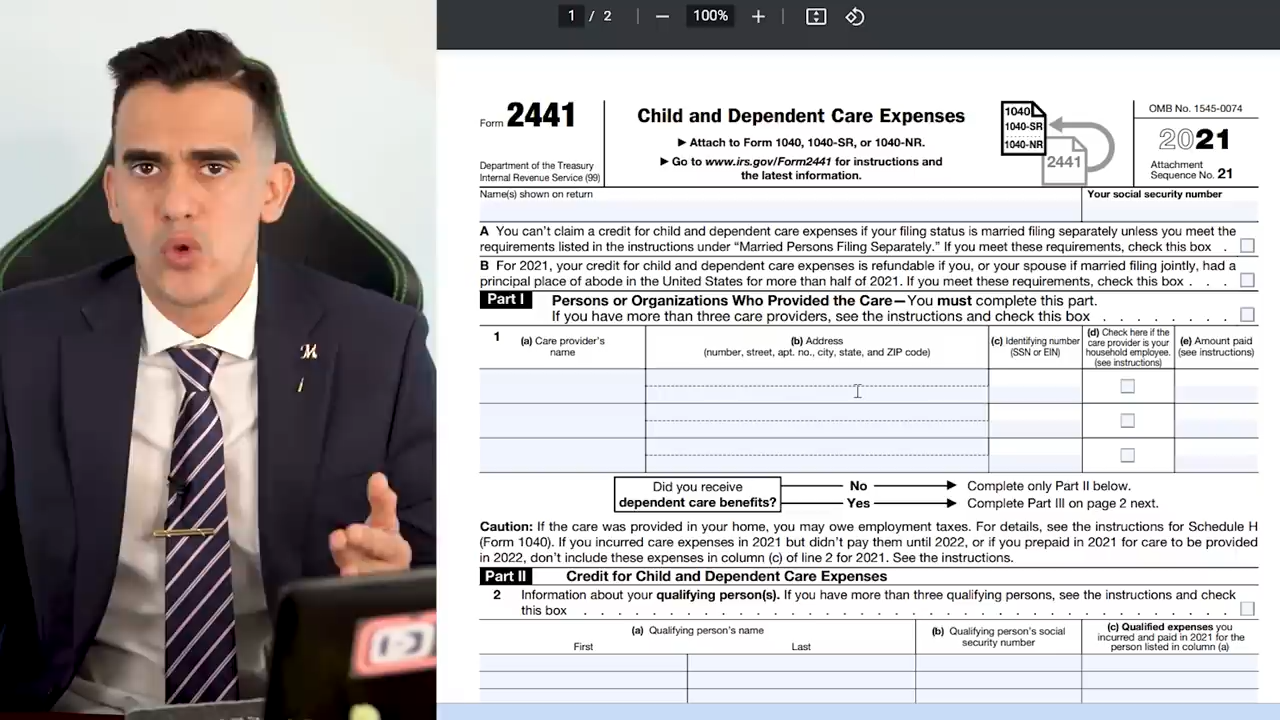 1 / 2 — 100% +
Form 2441
Child and Dependent Care Expenses
► Attach to Form 1040, 1040-SR, or 1040-NR.
► Go to www.irs.gov/Form2441 for instructions and
the latest information.
1040
1040-SR
1040-NR
2441
OMB No. 1545-0074
2021
Attachment
Sequence No. 21
Department of the Treasury
Internal Revenue Service (99)
Name(s) shown on return
Your social security number
A You can't claim a credit for child and dependent care expenses if your filing status is married filing separately unless you meet the
requirements listed in the instructions under “Married Persons Filing Separately.” If you meet these requirements, check this box .
B For 2021, your credit for child and dependent care expenses is refundable if you, or your spouse if married filing jointly, had a
principal place of abode in the United States for more than half of 2021. If you meet these requirements, check this box . . .
Part I Persons or Organizations Who Provided the Care—You must complete this part.
If you have more than three care providers, see the instructions and check this box . . . . . . . .
1 (a) Care provider's
name
(b) Address
(number, street, apt. no., city, state, and ZIP code)
(c) Identifying number
(SSN or EIN)
(d) Check here if the
care provider is your
household employee.
(see instructions)
(e) Amount paid
(see instructions)
Did you receive
dependent care benefits?
No Complete only Part II below.
Yes Complete Part III on page 2 next.
Caution: If the care was provided in your home, you may owe employment taxes. For details, see the instructions for Schedule H
(Form 1040). If you incurred care expenses in 2021 but didn't pay them until 2022, or if you prepaid in 2021 for care to be provided
in 2022, don't include these expenses in column (c) of line 2 for 2021. See the instructions.
Part II Credit for Child and Dependent Care Expenses
2 Information about your qualifying person(s). If you have more than three qualifying persons, see the instructions and check
this box . . . . . . . . . . . . . . . . . . . . . . . . . . . . . . . . . . . . . . .
(a) Qualifying person's name
First Last
(b) Qualifying person's social
security number
(c) Qualified expenses you
incurred and paid in 2021 for the
person listed in column (a)